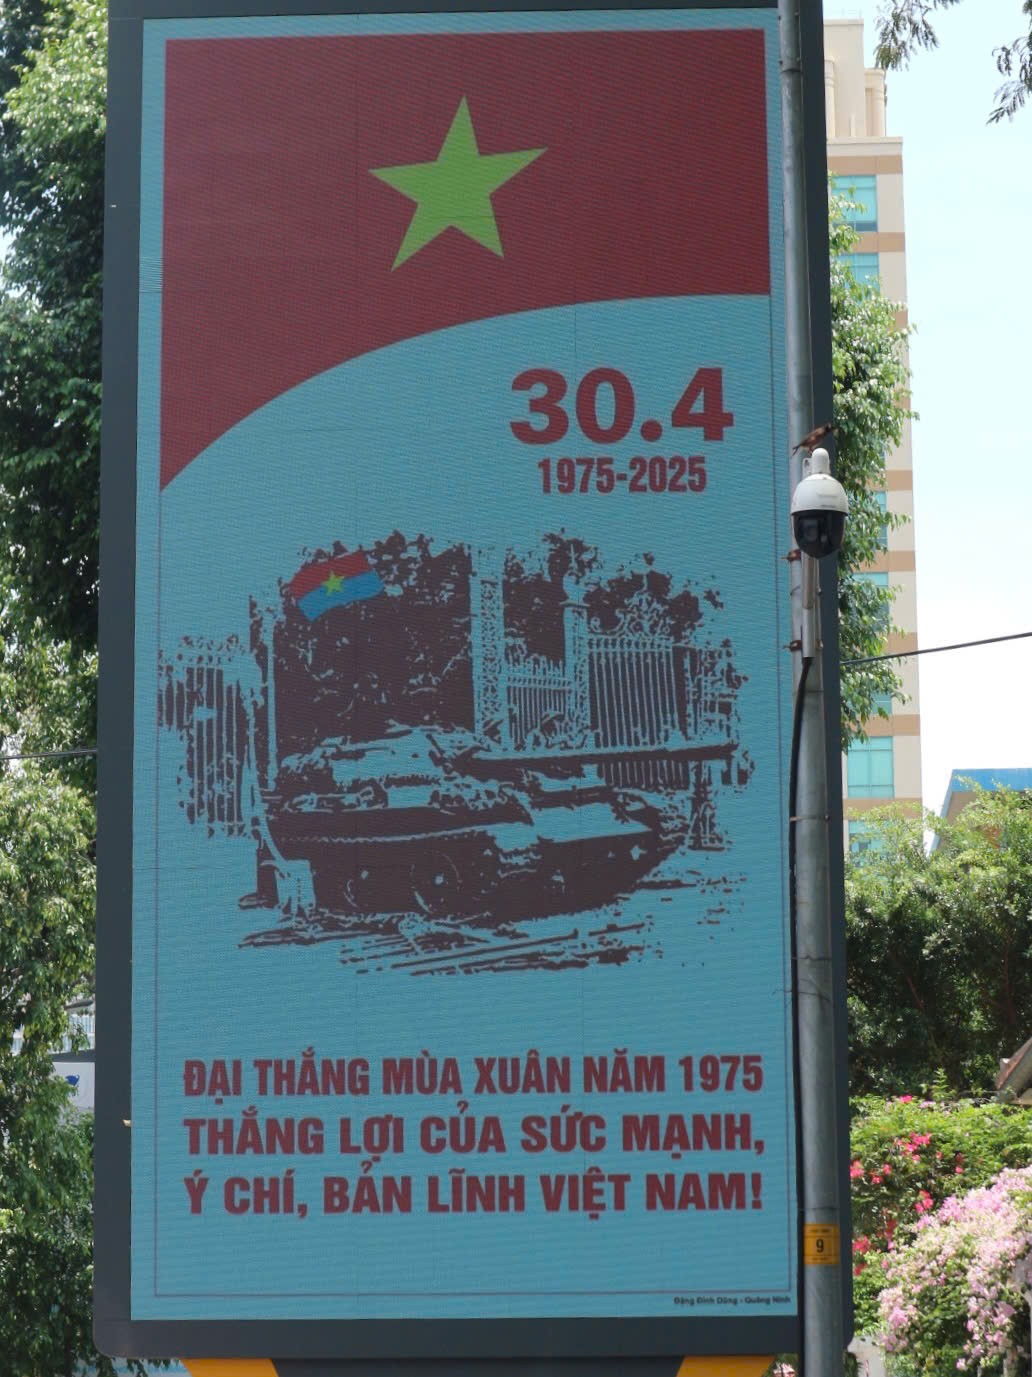 30.4
1975-2025
ĐẠI THẮNG MÙA XUÂN NĂM 1975
THẮNG LỢI CỦA SỨC MẠNH,
Ý CHÍ, BẢN LĨNH VIỆT NAM!
Đặng Đình Dũng - Quảng Ninh
9